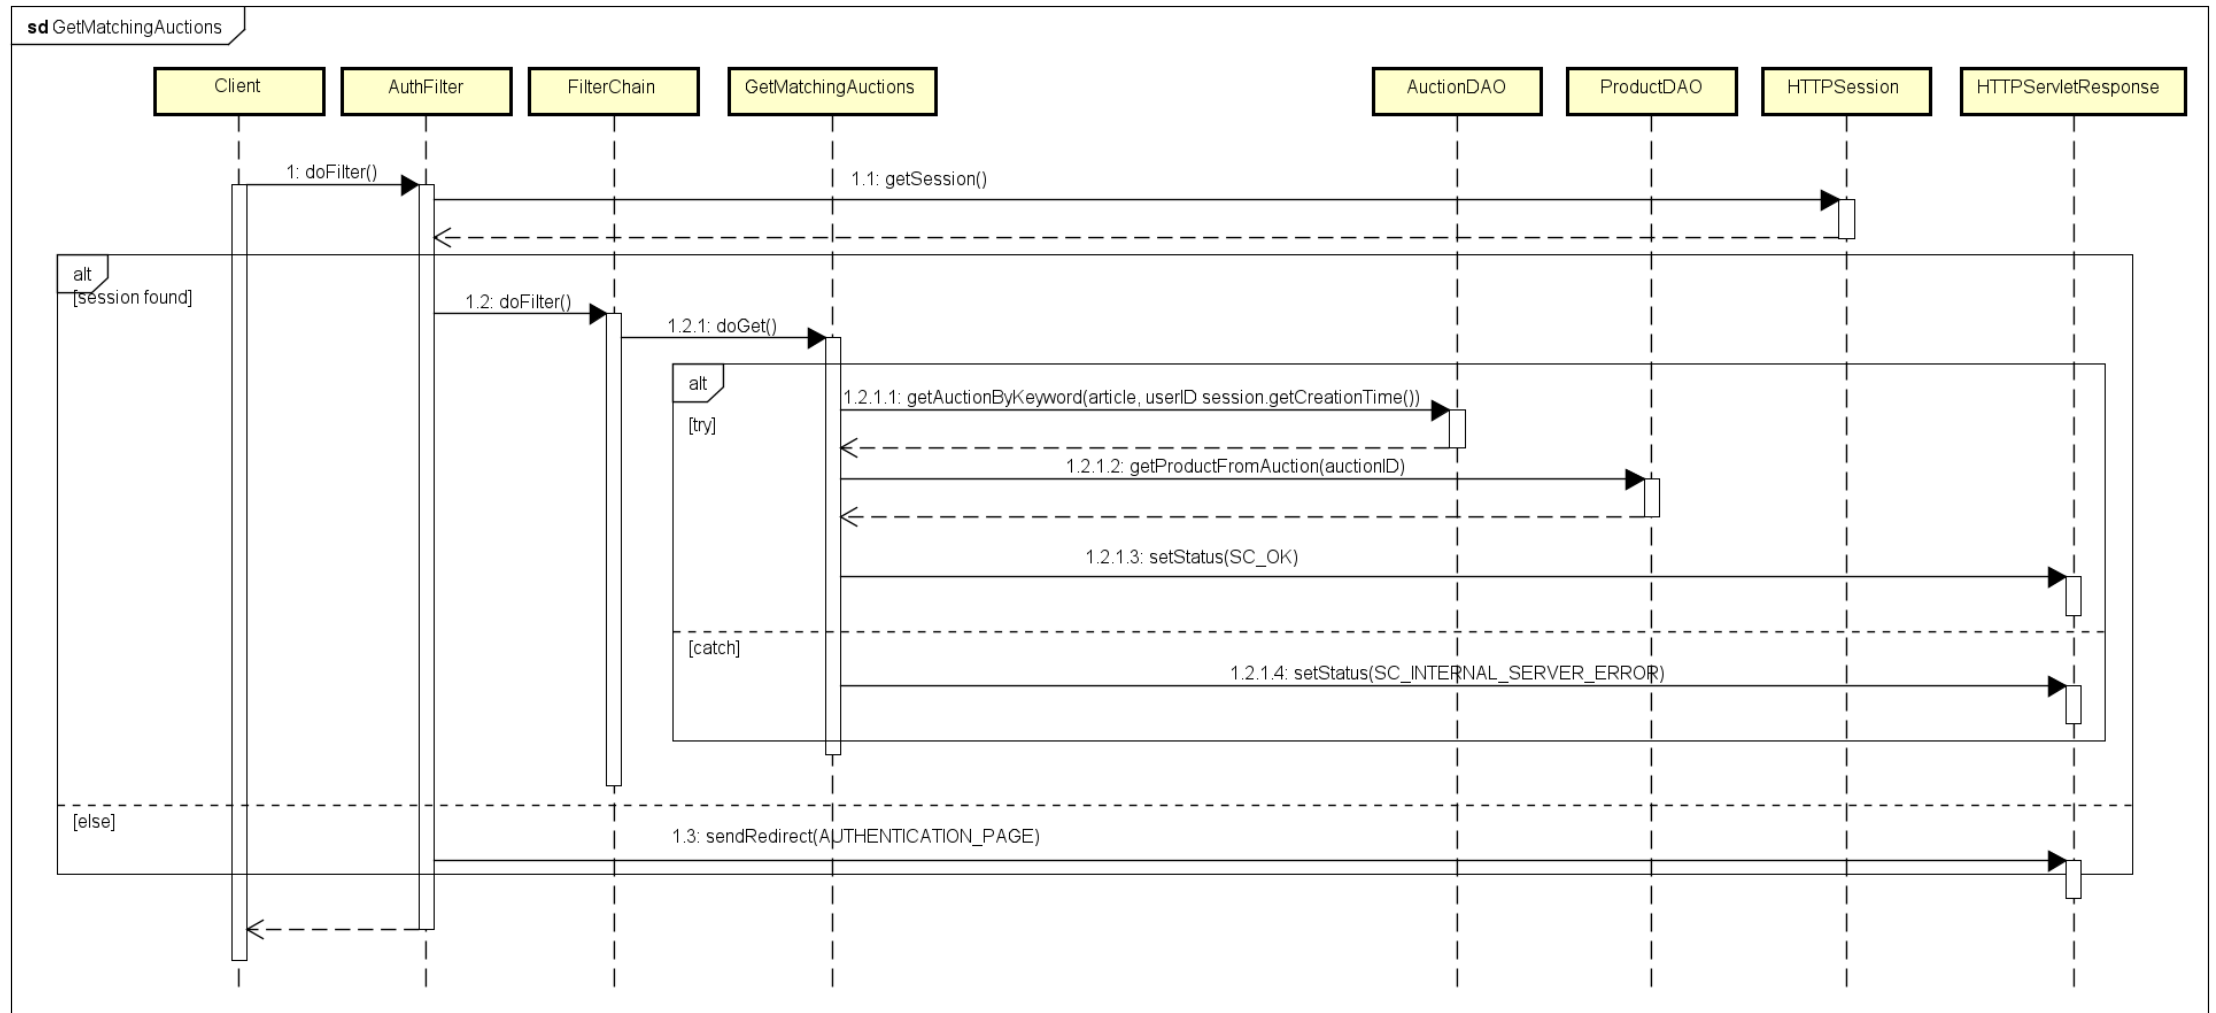 sd GetMatchingAuctions
Client
AuthFilter
FilterChain
GetMatchingAuctions
AuctionDAO
ProductDAO
HTTPSession
HTTPServletResponse
1: doFilter()
1.1: getSession()
alt
[session found]
1.2: doFilter()
1.2.1: doGet()
alt
1.2.1.1: getAuctionByKeyword(article, userID session.getCreationTime())
[try]
1.2.1.2: getProductFromAuction(auctionID)
1.2.1.3: setStatus(SC_OK)
[catch]
1.2.1.4: setStatus(SC_INTERNAL_SERVER_ERROR)
[else]
1.3: sendRedirect(AUTHENTICATION_PAGE)